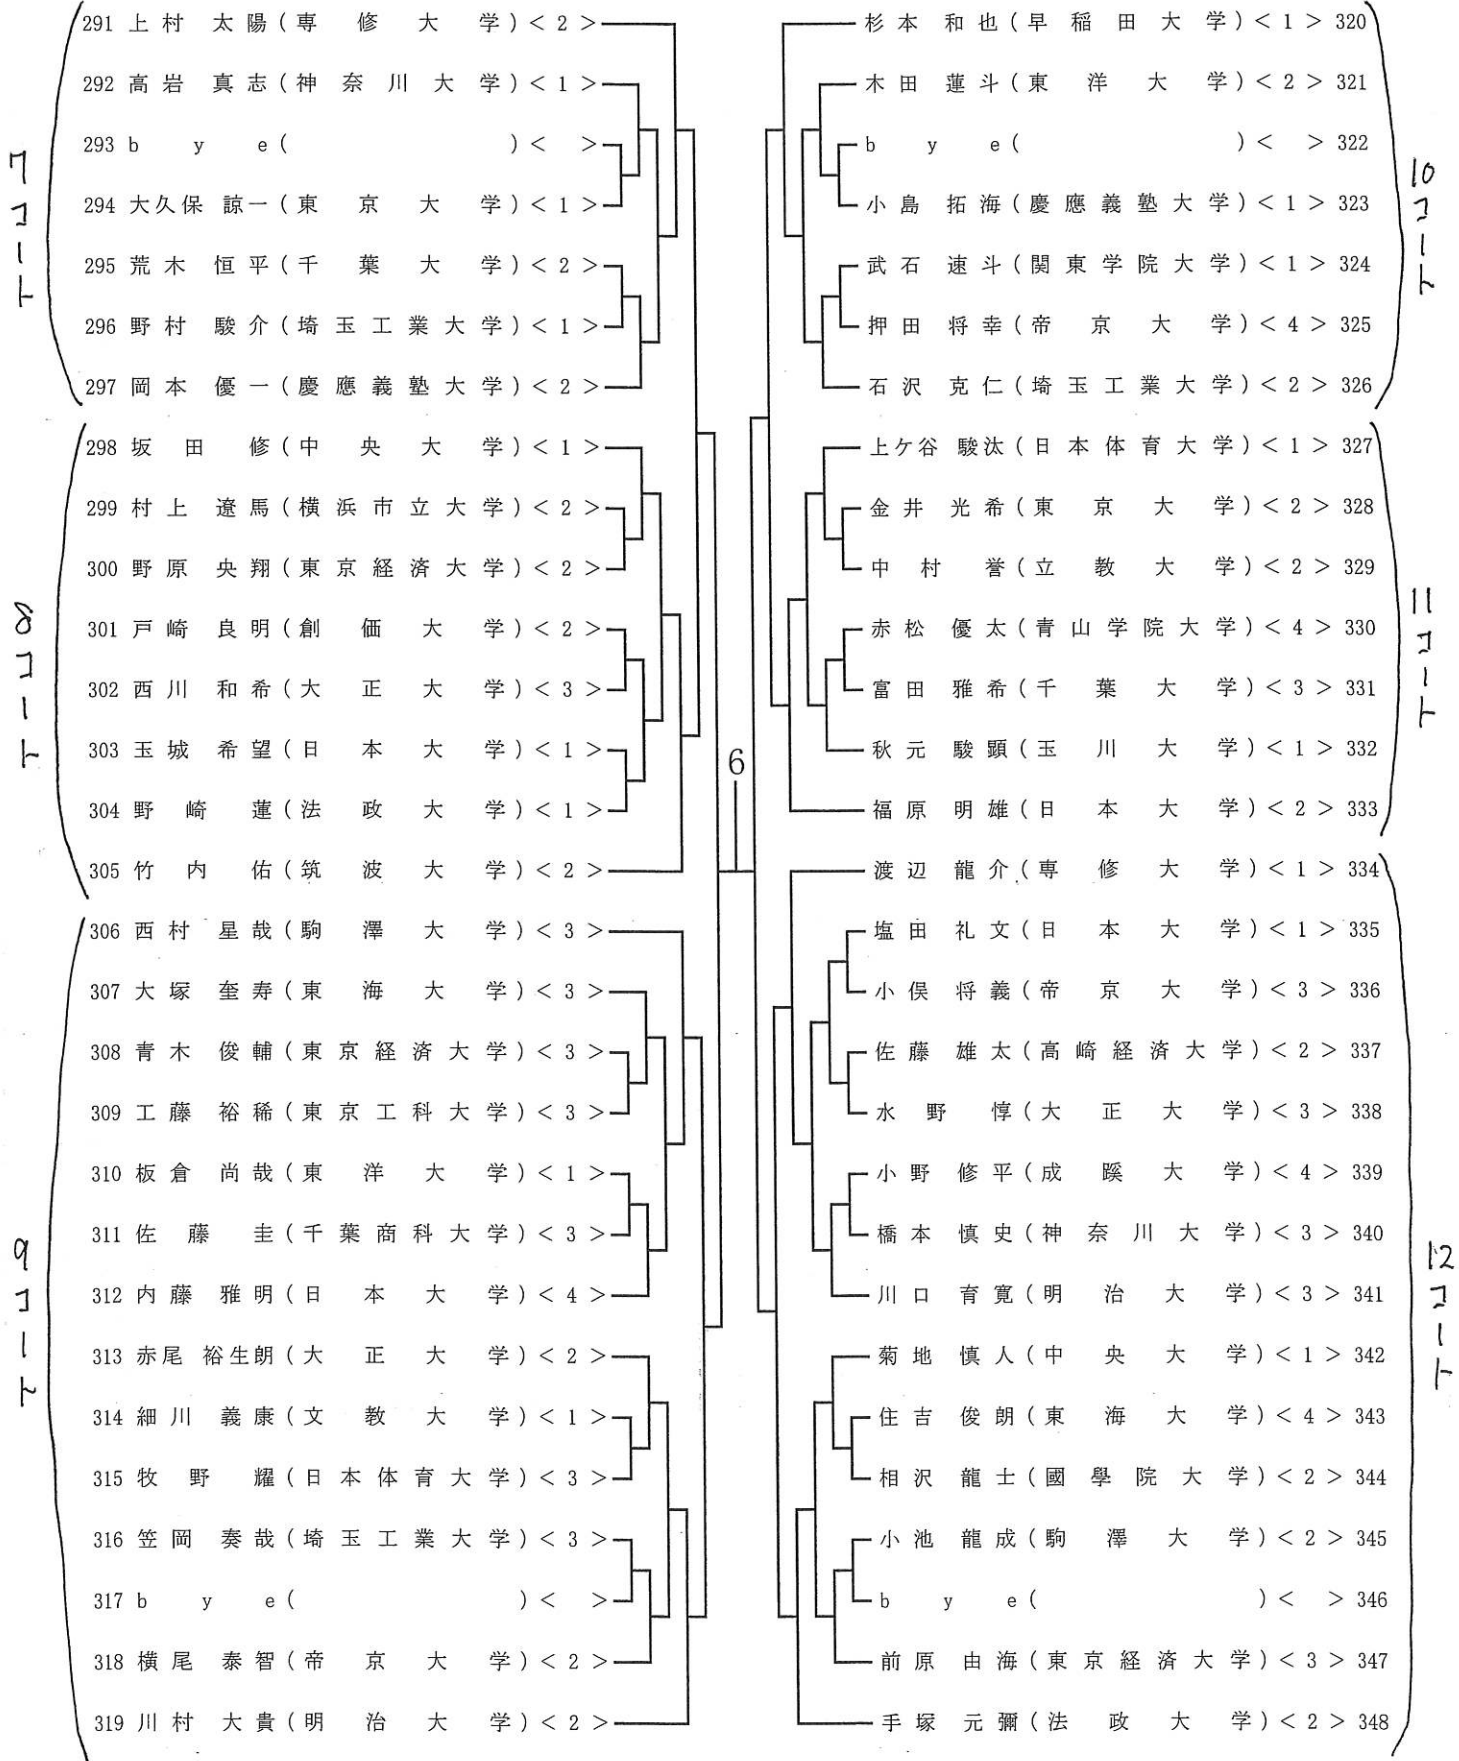 7コート
291 上村 太陽(専修大学)< 2 >
292 高岩 真志(神奈川大学)< 1 >
293 bye( )< >
294 大久保 諒一(東京大学)< 1 >
295 荒木 恒平(千葉大学)< 2 >
296 野村 駿介(埼玉工業大学)< 1 >
297 岡本 優一(慶應義塾大学)< 2 >
8コート
298 坂田 修(中央大学)< 1 >
299 村上 遼馬(横浜市立大学)< 2 >
300 野原 央翔(東京経済大学)< 2 >
301 戸崎 良明(創価大学)< 2 >
302 西川 和希(大正大学)< 3 >
303 玉城 希望(日本大学)< 1 >
304 野崎 蓮(法政大学)< 1 >
305 竹内 佑(筑波大学)< 2 >
9コート
306 西村 星哉(駒澤大学)< 3 >
307 大塚 奎寿(東海大学)< 3 >
308 青木 俊輔(東京経済大学)< 3 >
309 工藤 裕稀(東京工科大学)< 3 >
310 板倉 尚哉(東洋大学)< 1 >
311 佐藤 圭(千葉商科大学)< 3 >
312 内藤 雅明(日本大学)< 4 >
313 赤尾 裕生朗(大正大学)< 2 >
314 細川 義康(文教大学)< 1 >
315 牧野 耀(日本体育大学)< 3 >
316 笠岡 奏哉(埼玉工業大学)< 3 >
317 bye( )< >
318 横尾 泰智(帝京大学)< 2 >
319 川村 大貴(明治大学)< 2 >
6
10コート
杉本 和也(早稲田大学)< 1 > 320
木田 蓮斗(東洋大学)< 2 > 321
bye( )< > 322
小島 拓海(慶應義塾大学)< 1 > 323
武石 速斗(関東学院大学)< 1 > 324
押田 将幸(帝京大学)< 4 > 325
石沢 克仁(埼玉工業大学)< 2 > 326
11コート
上ケ谷 駿汰(日本体育大学)< 1 > 327
金井 光希(東京大学)< 2 > 328
中村 誉(立教大学)< 2 > 329
赤松 優太(青山学院大学)< 4 > 330
富田 雅希(千葉大学)< 3 > 331
秋元 駿顕(玉川大学)< 1 > 332
福原 明雄(日本大学)< 2 > 333
12コート
渡辺 龍介(専修大学)< 1 > 334
塩田 礼文(日本大学)< 1 > 335
小俣 将義(帝京大学)< 3 > 336
佐藤 雄太(高崎経済大学)< 2 > 337
水野 惇(大正大学)< 3 > 338
小野 修平(成蹊大学)< 4 > 339
橋本 慎史(神奈川大学)< 3 > 340
川口 育寛(明治大学)< 3 > 341
菊地 慎人(中央大学)< 1 > 342
住吉 俊朗(東海大学)< 4 > 343
相沢 龍士(國學院大学)< 2 > 344
小池 龍成(駒澤大学)< 2 > 345
bye( )< > 346
前原 由海(東京経済大学)< 3 > 347
手塚 元彌(法政大学)< 2 > 348